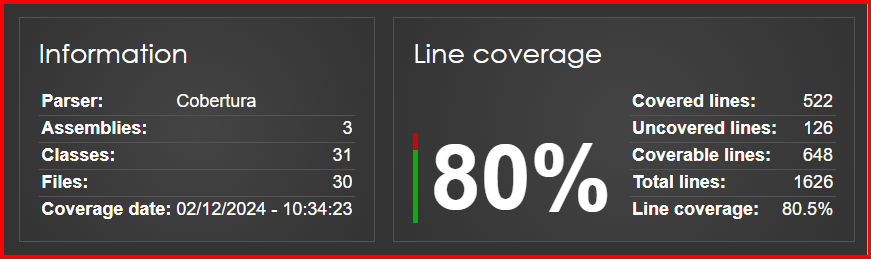 Information
Parser: Cobertura
Assemblies: 3
Classes: 31
Files: 30
Coverage date: 02/12/2024 - 10:34:23
Line coverage
80%
Covered lines: 522
Uncovered lines: 126
Coverable lines: 648
Total lines: 1626
Line coverage: 80.5%